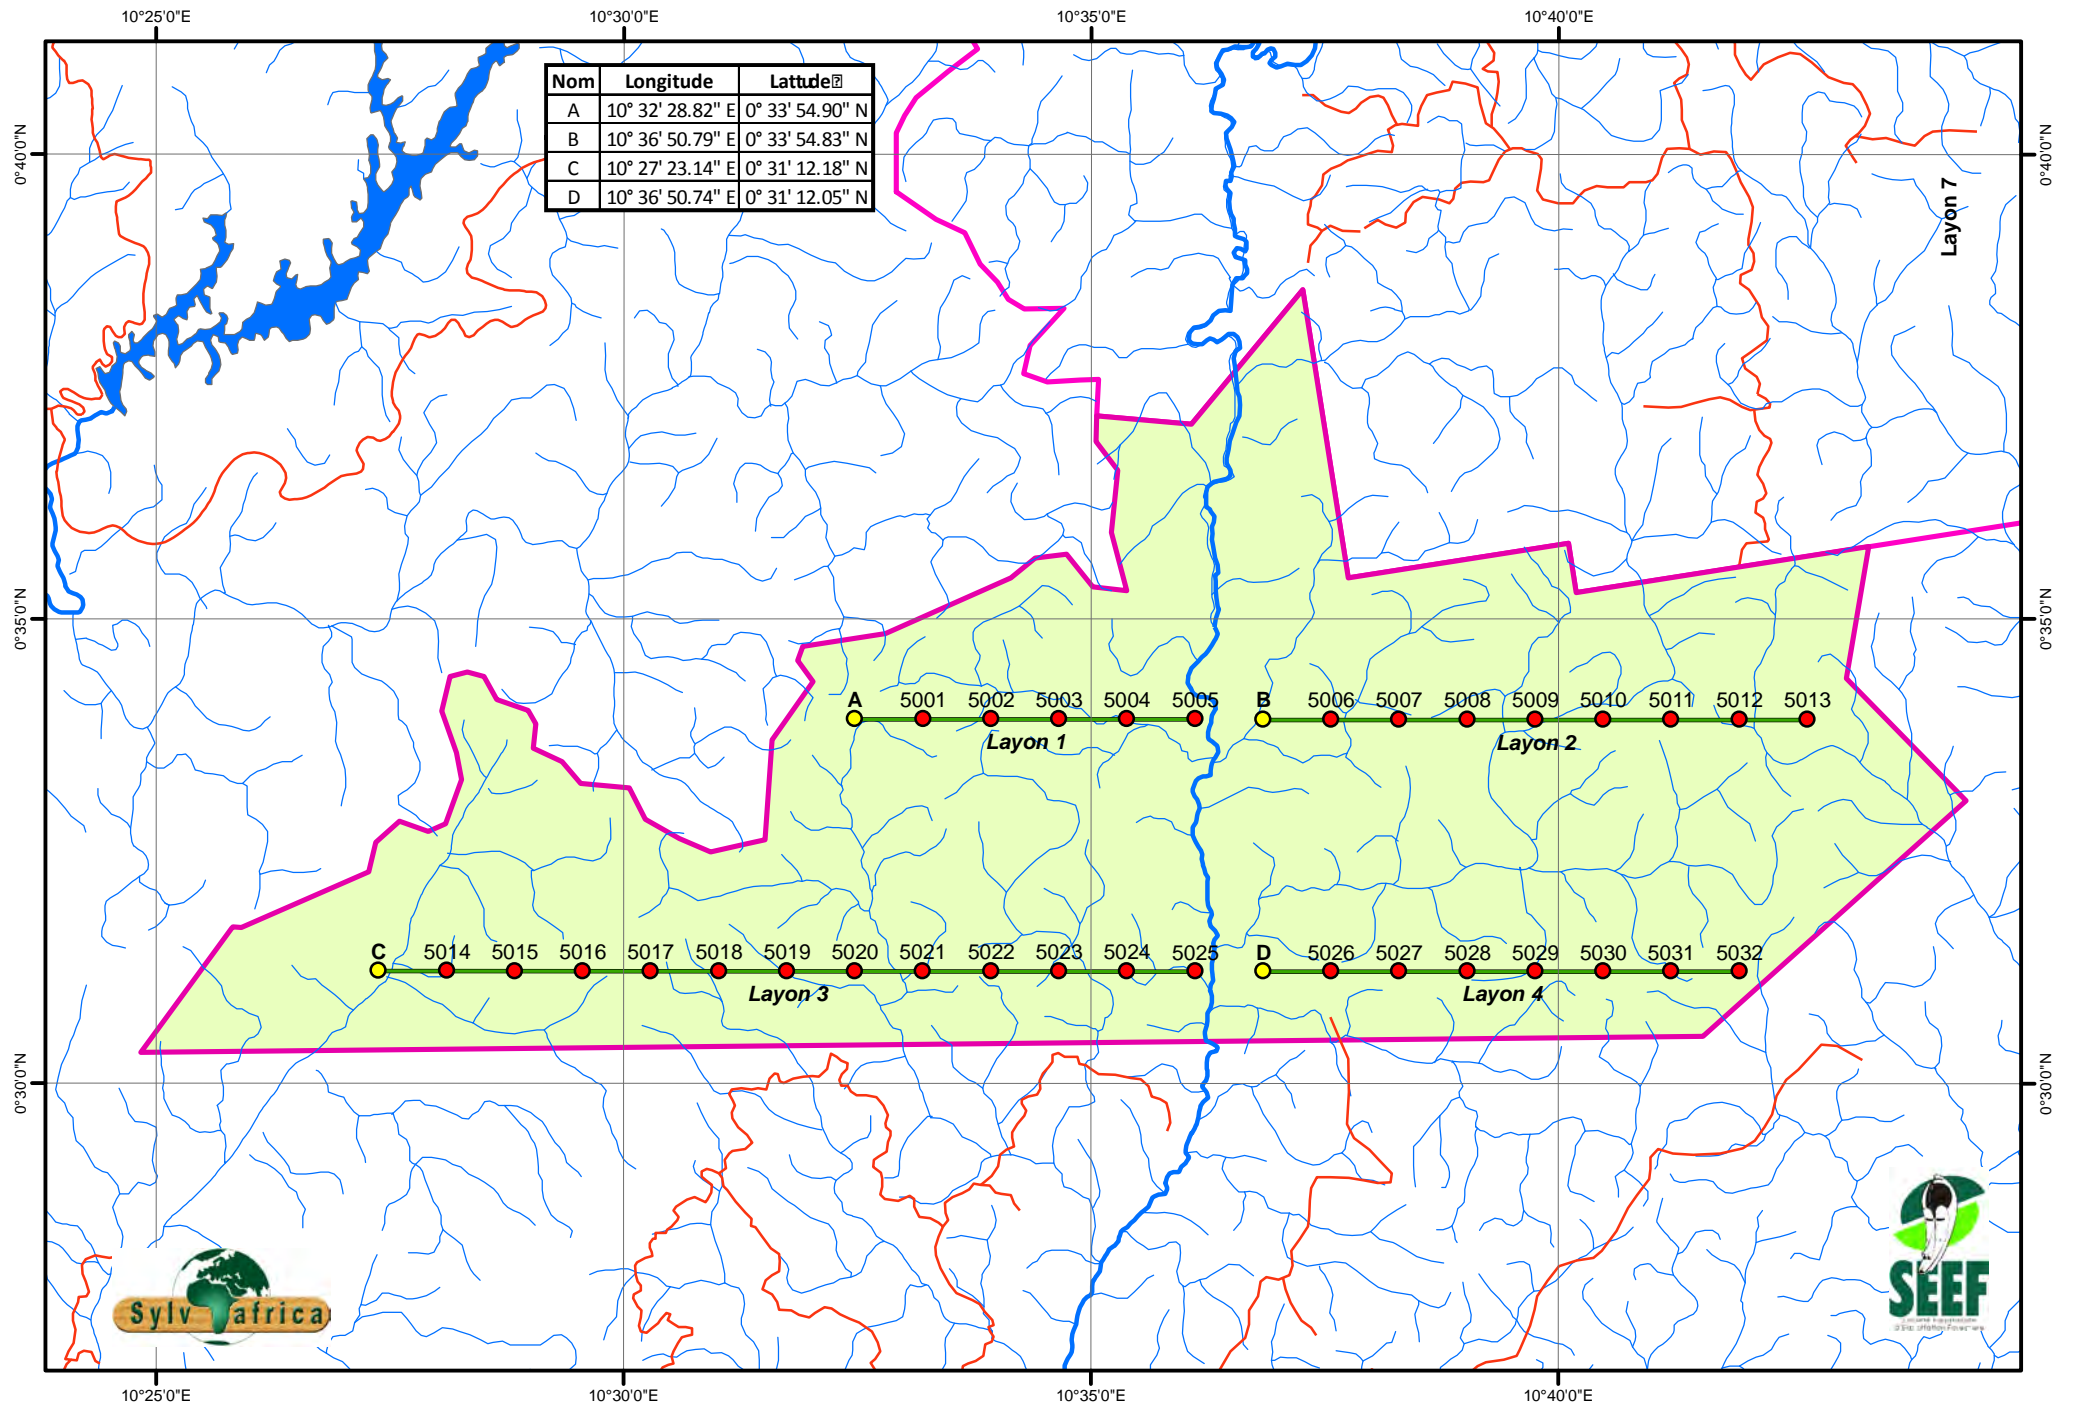 10°25'0"E 10°30'0"E 10°35'0"E 10°40'0"E
0°40'0"N
0°40'0"N
Nom Longitude Lattude
A 10° 32' 28.82" E 0° 33' 54.90" N
B 10° 36' 50.79" E 0° 33' 54.83" N
C 10° 27' 23.14" E 0° 31' 12.18" N
D 10° 36' 50.74" E 0° 31' 12.05" N
Layon 7
0°35'0"N
0°35'0"N
A 5001 5002 5003 5004 5005 B 5006 5007 5008 5009 5010 5011 5012 5013
Layon 1 Layon 2
C 5014 5015 5016 5017 5018 5019 5020 5021 5022 5023 5024 5025 D 5026 5027 5028 5029 5030 5031 5032
Layon 3 Layon 4
0°30'0"N
0°30'0"N
Sylv africa
SEEF
10°25'0"E 10°30'0"E 10°35'0"E 10°40'0"E